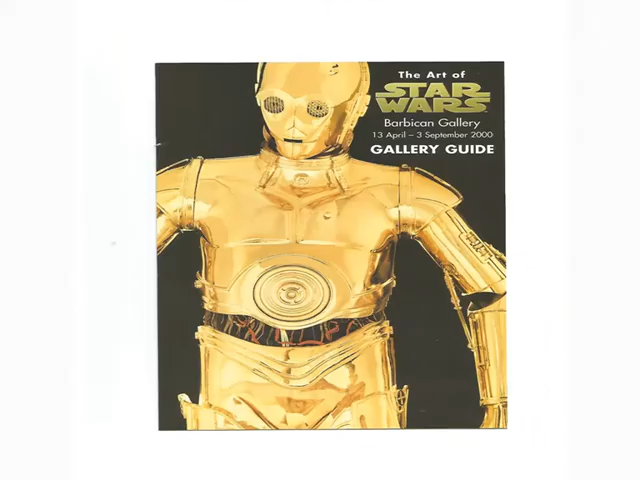 The Art of
STAR
WARS
Barbican Gallery
13 April – 3 September 2000
GALLERY GUIDE